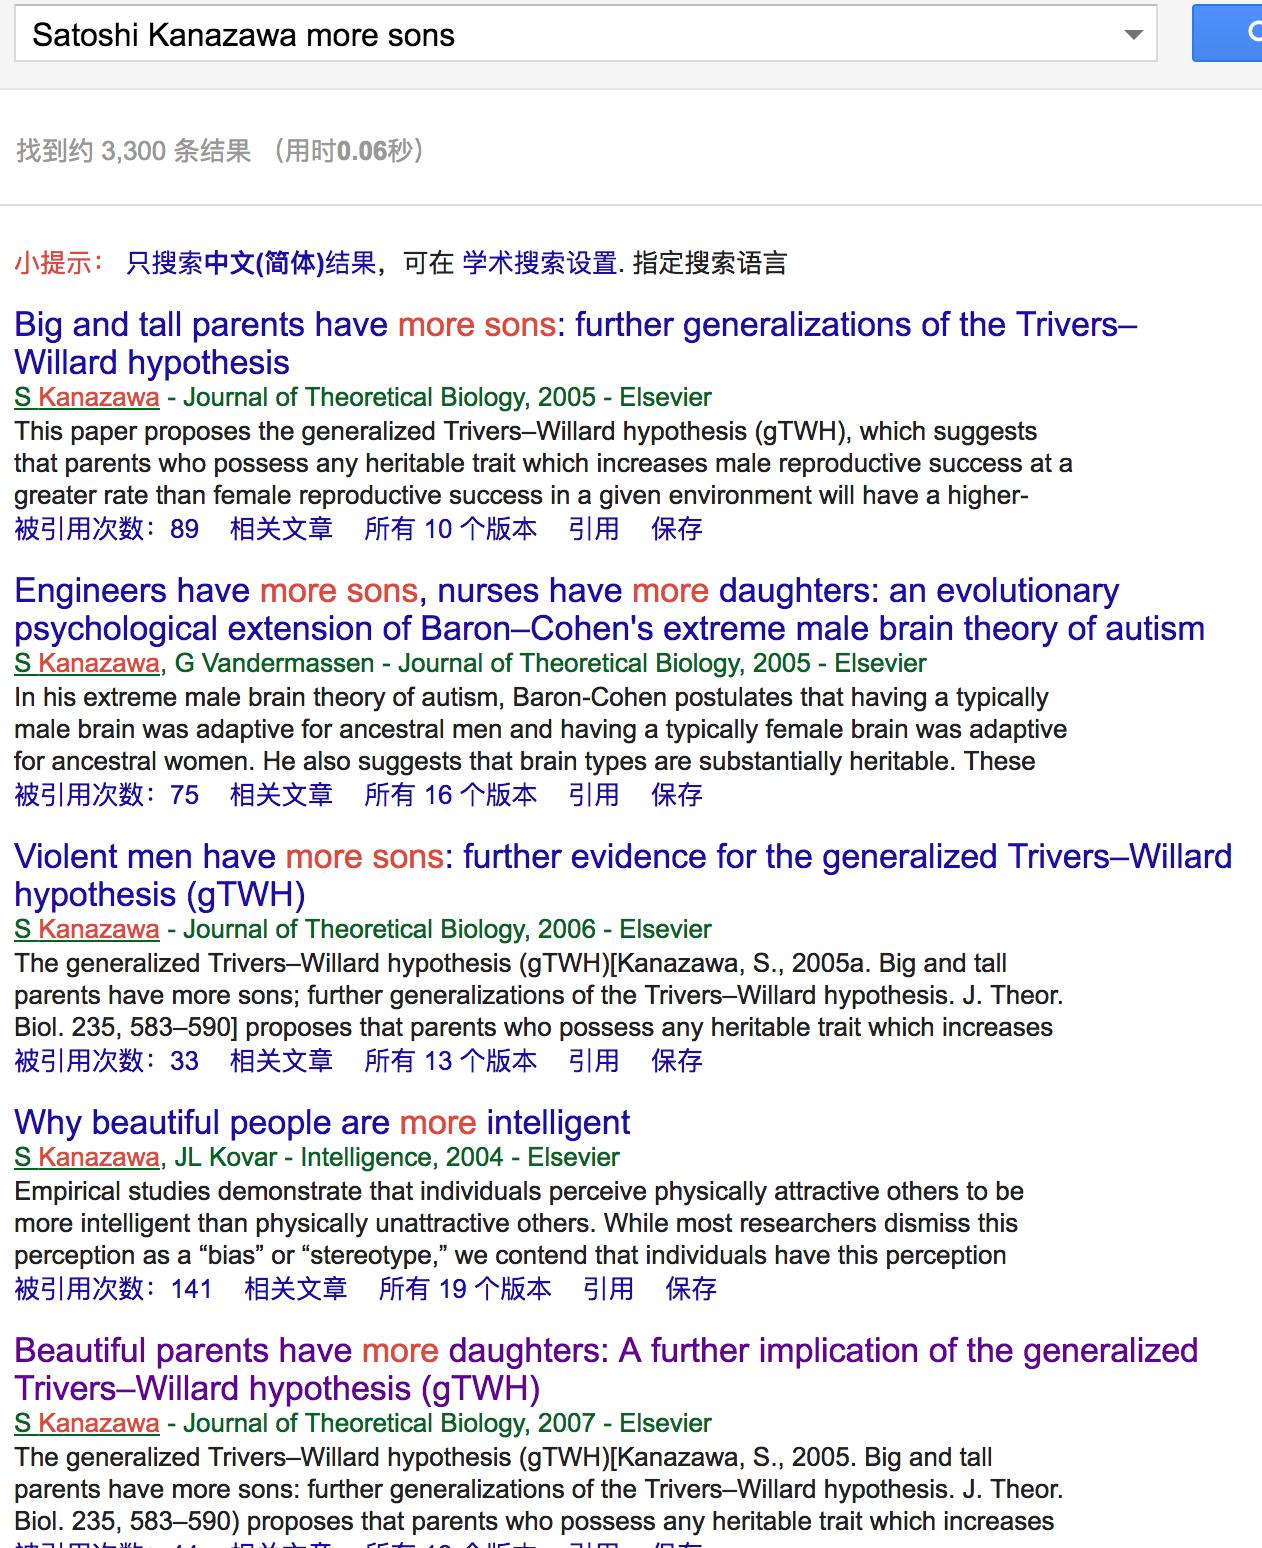 Satoshi Kanazawa more sons
找到约 3,300 条结果 （用时0.06秒）
小提示： 只搜索中文(简体)结果，可在 学术搜索设置. 指定搜索语言
Big and tall parents have more sons: further generalizations of the Trivers–
Willard hypothesis
S Kanazawa - Journal of Theoretical Biology, 2005 - Elsevier
This paper proposes the generalized Trivers–Willard hypothesis (gTWH), which suggests
that parents who possess any heritable trait which increases male reproductive success at a
greater rate than female reproductive success in a given environment will have a higher-
被引用次数：89 相关文章 所有 10 个版本 引用 保存
Engineers have more sons, nurses have more daughters: an evolutionary
psychological extension of Baron–Cohen's extreme male brain theory of autism
S Kanazawa, G Vandermassen - Journal of Theoretical Biology, 2005 - Elsevier
In his extreme male brain theory of autism, Baron-Cohen postulates that having a typically
male brain was adaptive for ancestral men and having a typically female brain was adaptive
for ancestral women. He also suggests that brain types are substantially heritable. These
被引用次数：75 相关文章 所有 16 个版本 引用 保存
Violent men have more sons: further evidence for the generalized Trivers–Willard
hypothesis (gTWH)
S Kanazawa - Journal of Theoretical Biology, 2006 - Elsevier
The generalized Trivers–Willard hypothesis (gTWH)[Kanazawa, S., 2005a. Big and tall
parents have more sons; further generalizations of the Trivers–Willard hypothesis. J. Theor.
Biol. 235, 583–590] proposes that parents who possess any heritable trait which increases
被引用次数：33 相关文章 所有 13 个版本 引用 保存
Why beautiful people are more intelligent
S Kanazawa, JL Kovar - Intelligence, 2004 - Elsevier
Empirical studies demonstrate that individuals perceive physically attractive others to be
more intelligent than physically unattractive others. While most researchers dismiss this
perception as a “bias” or “stereotype,” we contend that individuals have this perception
被引用次数：141 相关文章 所有 19 个版本 引用 保存
Beautiful parents have more daughters: A further implication of the generalized
Trivers–Willard hypothesis (gTWH)
S Kanazawa - Journal of Theoretical Biology, 2007 - Elsevier
The generalized Trivers–Willard hypothesis (gTWH)[Kanazawa, S., 2005. Big and tall
parents have more sons: further generalizations of the Trivers–Willard hypothesis. J. Theor.
Biol. 235, 583–590) proposes that parents who possess any heritable trait which increases